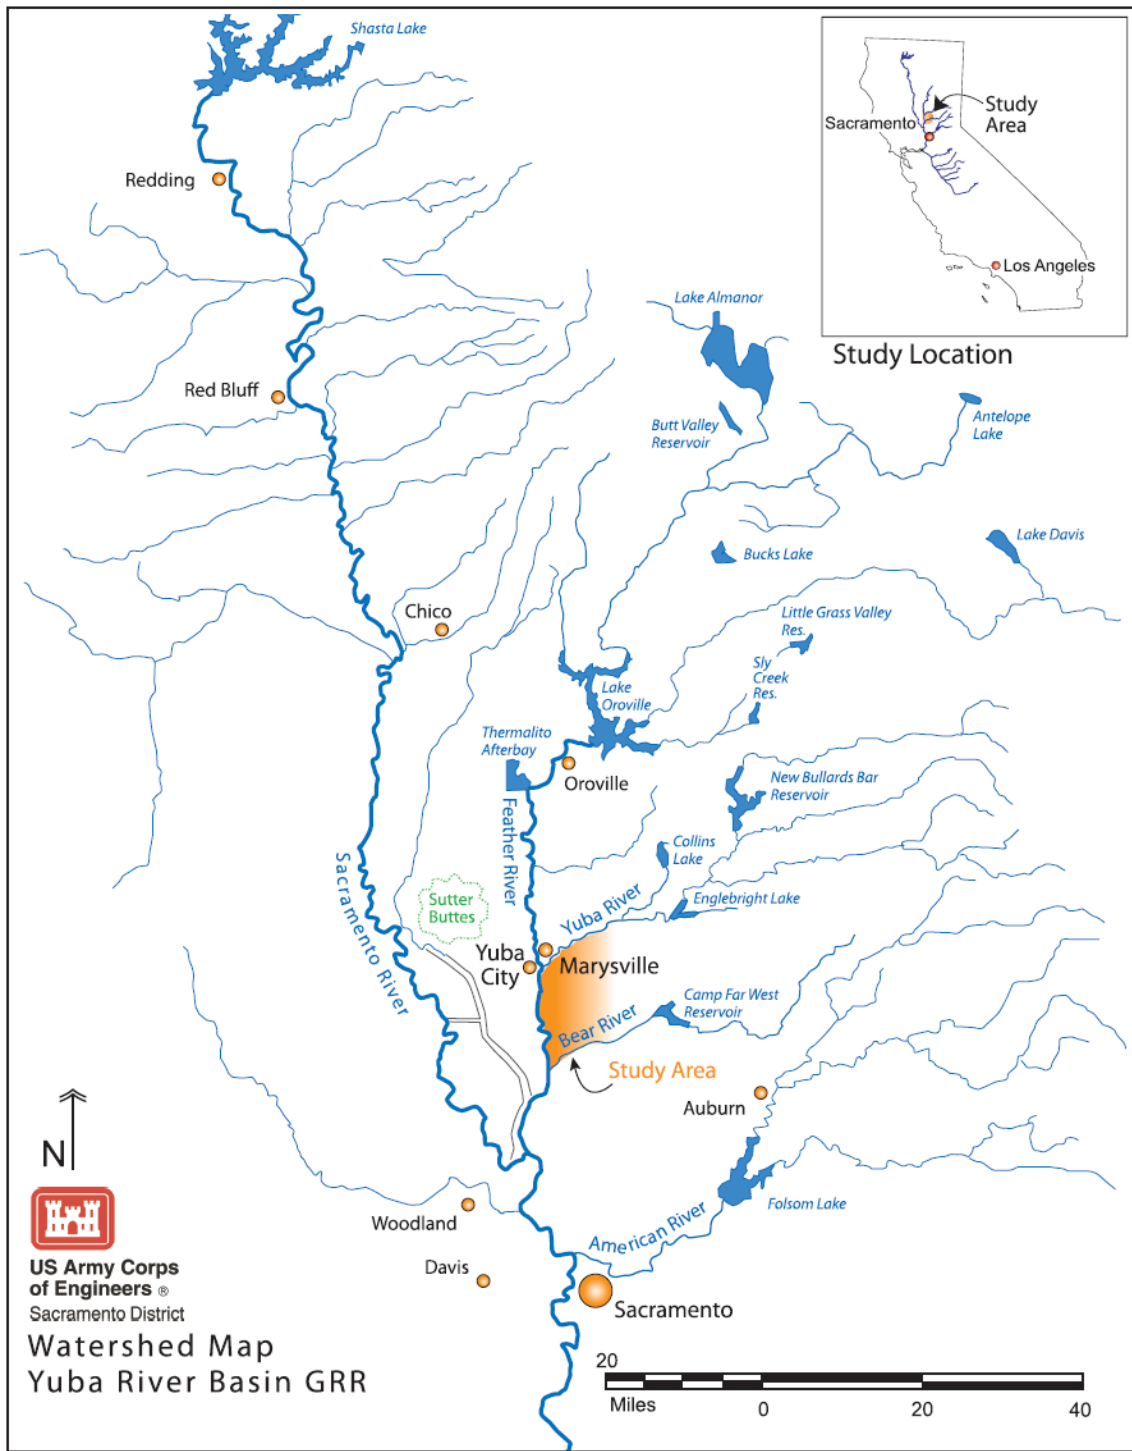 Shasta Lake
Study
Area
Sacramento
Redding
Los Angeles
Lake Almanor
Study Location
Red Bluff
Butt Valley
Reservoir
Antelope
Lake
Lake Davis
Bucks Lake
Chico
Little Grass Valley
Res.
Sly
Creek
Res.
Lake
Oroville
Thermalito
Afterbay
Oroville
New Bullards Bar
Reservoir
Feather River
Collins
Lake
Sacramento River
Sutter
Buttes
Yuba River
Englebright Lake
Yuba
City
Marysville
Camp Far West
Reservoir
Bear River
Study Area
Auburn
N
Folsom Lake
Woodland
American River
US Army Corps
of Engineers ®
Sacramento District
Davis
Sacramento
Watershed Map
Yuba River Basin GRR
20
Miles
0
20
40